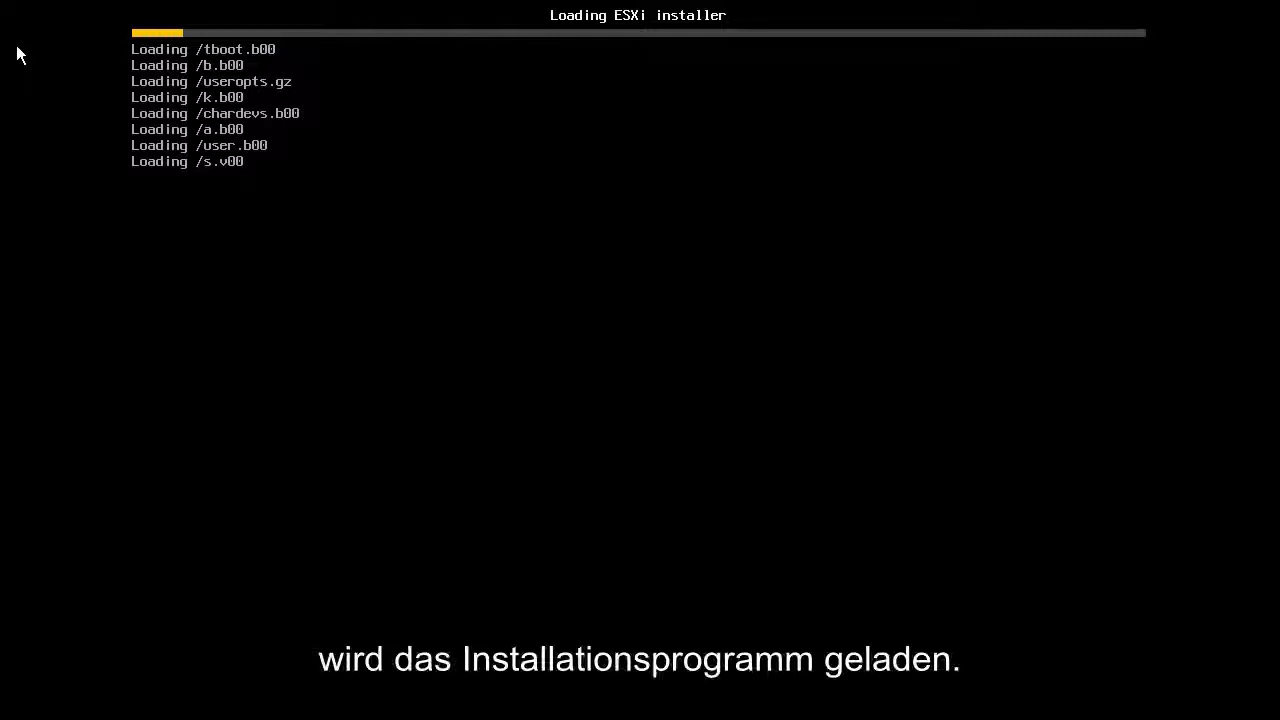 Loading ESXi installer
Loading /tboot.b00
Loading /b.b00
Loading /useropts.gz
Loading /k.b00
Loading /chardevs.b00
Loading /a.b00
Loading /user.b00
Loading /s.v00
wird das Installationsprogramm geladen.